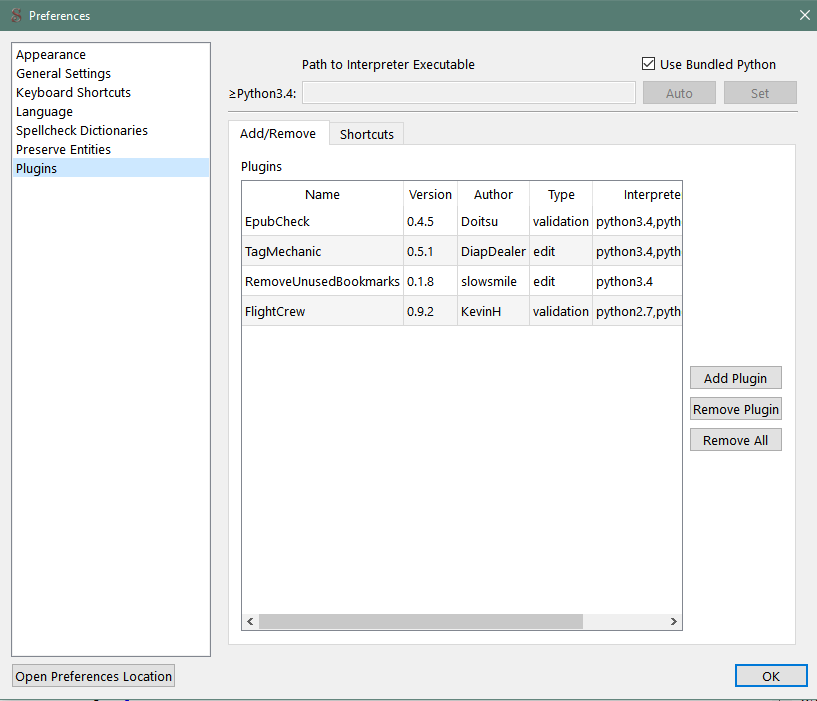 Preferences
Appearance
General Settings
Keyboard Shortcuts
Language
Spellcheck Dictionaries
Preserve Entities
Plugins
Path to Interpreter Executable
Use Bundled Python
≥Python3.4:
Auto
Set
Add/Remove
Shortcuts
Plugins
Name Version Author Type Interprete
EpubCheck 0.4.5 Doitsu validation python3.4,pyth
TagMechanic 0.5.1 DiapDealer edit python3.4,pyth
RemoveUnusedBookmarks 0.1.8 slowsmile edit python3.4
FlightCrew 0.9.2 KevinH validation python2.7,pyth
Add Plugin
Remove Plugin
Remove All
Open Preferences Location
OK